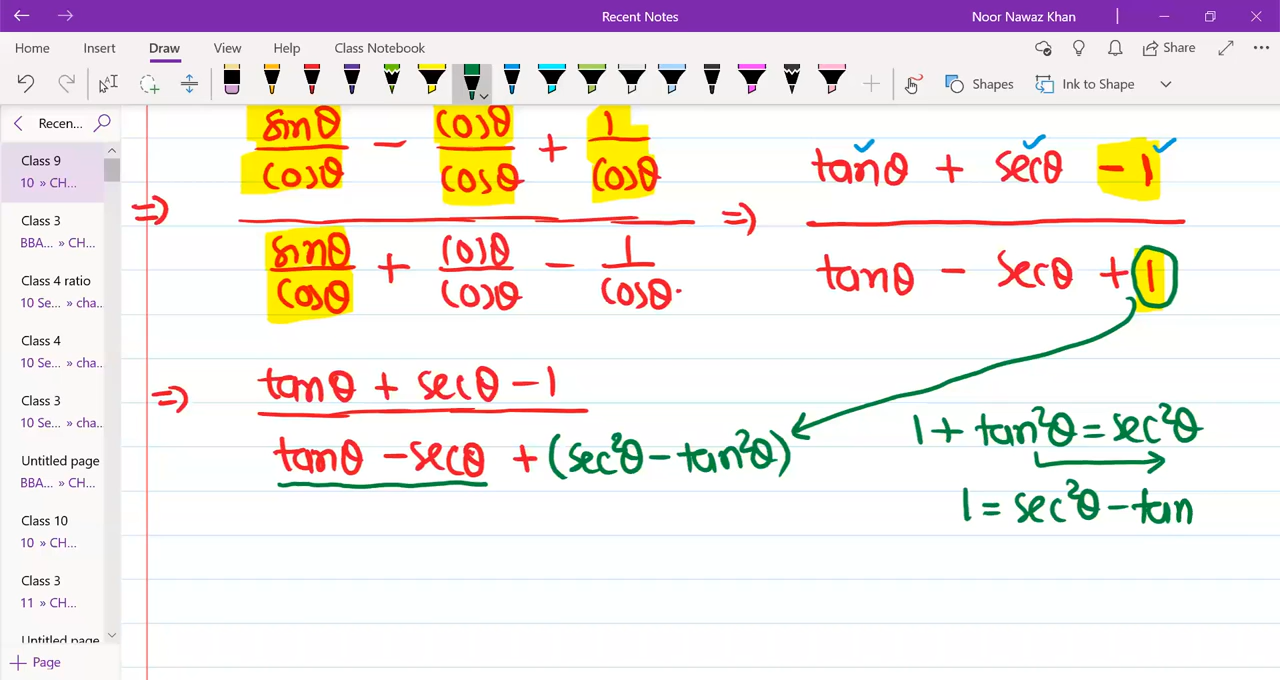 Recent Notes
Noor Nawaz Khan
Home Insert Draw View Help Class Notebook
Share
Shapes
Ink to Share
Recen...
Class 9
10 » CH...
Class 3
BBA... » CH...
Class 4 ratio
10 Se... » cha...
Class 4
10 Se... » cha...
Class 3
10 Se... » cha...
Untitled page
BBA... » CH...
Class 10
10 » CH...
Class 3
11 » CH...
Untitled page
+ Page
sinθ/cosθ − cosθ/cosθ + 1/cosθ
=>
sinθ/cosθ + cosθ/cosθ − 1/cosθ
=>
tanθ + secθ − 1
tanθ − secθ + 1
=>
tanθ + secθ − 1
tanθ − secθ + (sec²θ − tan²θ)
1 + tan²θ = sec²θ
1 = sec²θ − tan